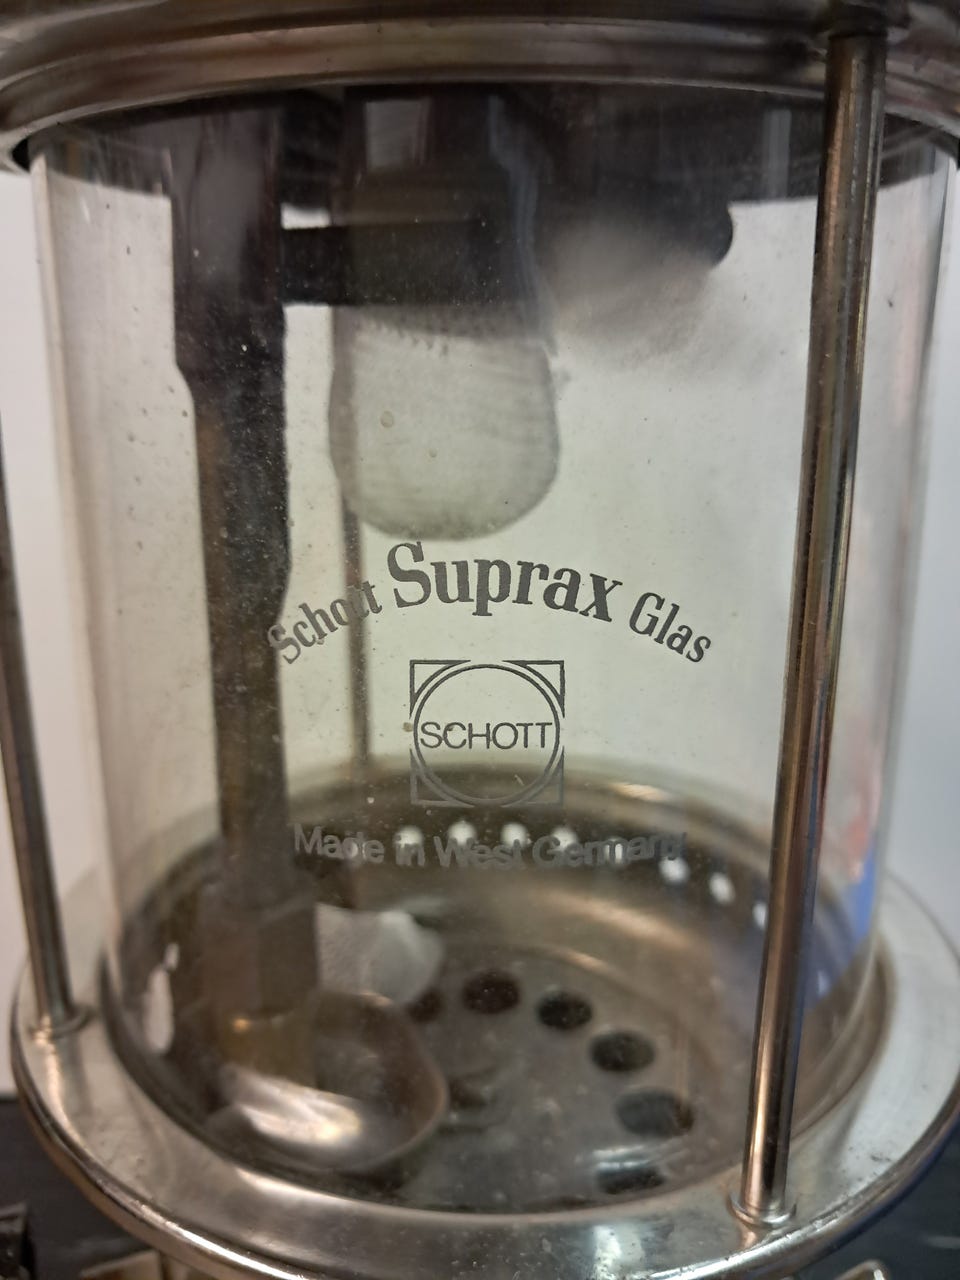 Schott Suprax Glas
SCHOTT
Made in West Germany